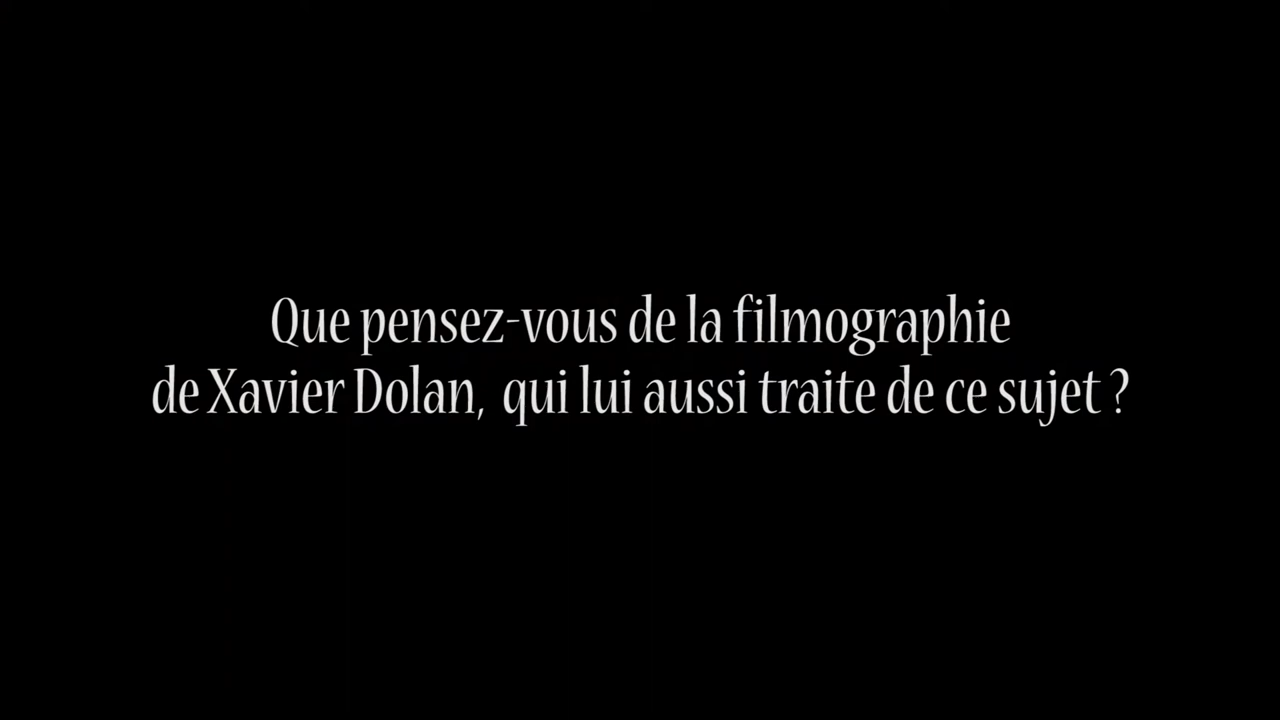 Que pensez-vous de la filmographie
de Xavier Dolan, qui lui aussi traite de ce sujet ?